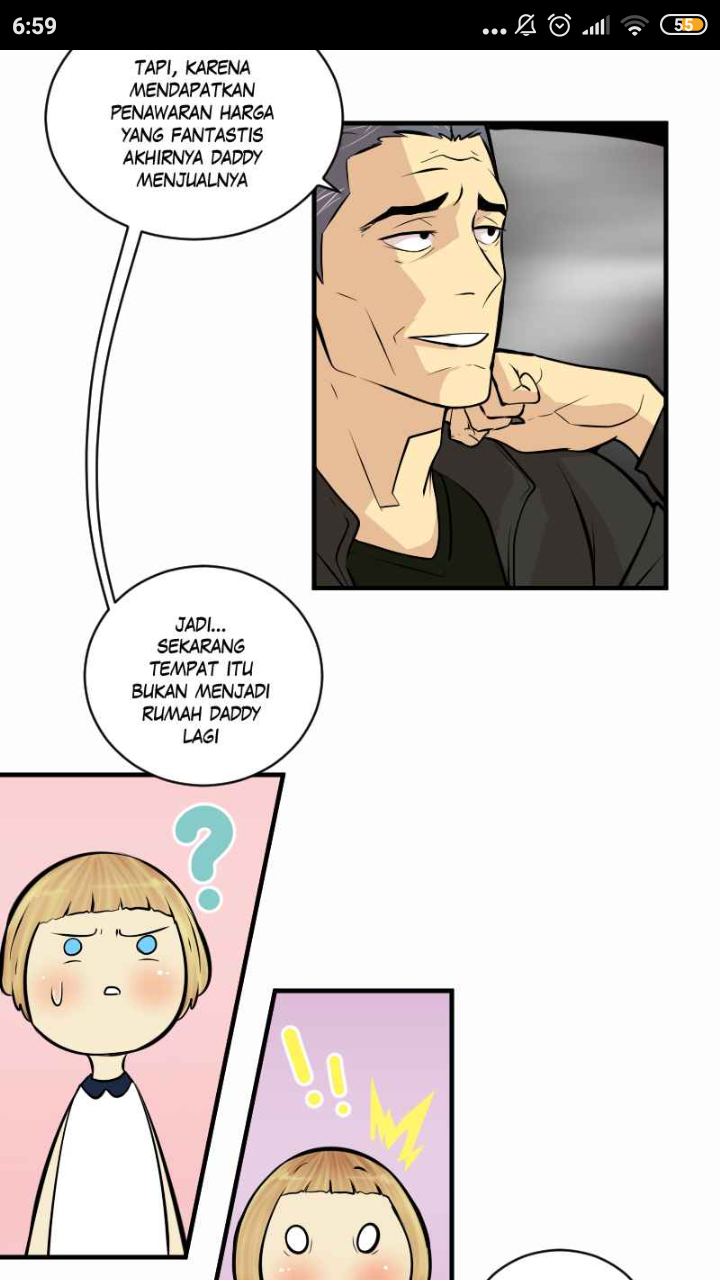 6:59
55
TAPI, KARENA
MENDAPATKAN
PENAWARAN HARGA
YANG FANTASTIS
AKHIRNYA DADDY
MENJUALNYA
JADI...
SEKARANG
TEMPAT ITU
BUKAN MENJADI
RUMAH DADDY
LAGI
?
!!